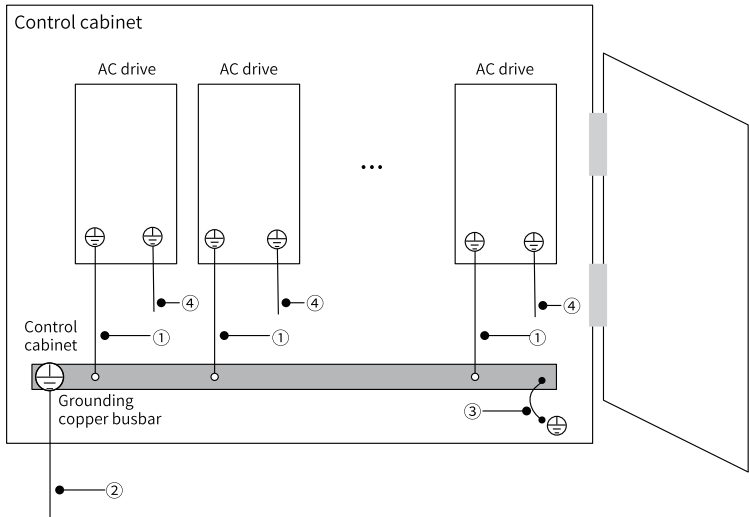 Control cabinet
AC drive
AC drive
AC drive
...
④
④
④
①
①
①
Control
cabinet
Grounding
copper busbar
③
②